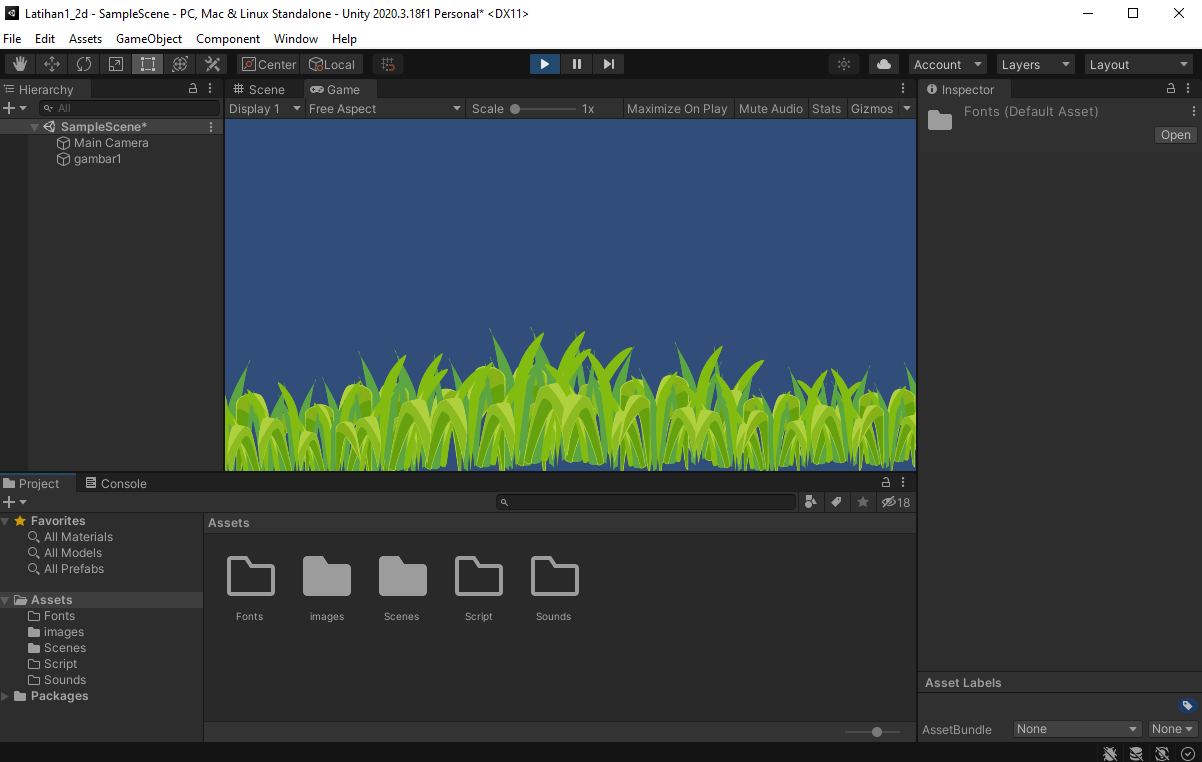 Latihan1_2d - SampleScene - PC, Mac & Linux Standalone - Unity 2020.3.18f1 Personal* <DX11>
File Edit Assets GameObject Component Window Help
Center Local Account Layers Layout
Hierarchy Scene Game Inspector
All Display 1 Free Aspect Scale 1x Maximize On Play Mute Audio Stats Gizmos Fonts (Default Asset)
SampleScene*
Open
Main Camera
gambar1
Project Console
18
Favorites Assets
All Materials
All Models
All Prefabs
Assets
Fonts images Scenes Script Sounds
Fonts
images
Scenes
Script
Sounds
Packages
Asset Labels
AssetBundle None None